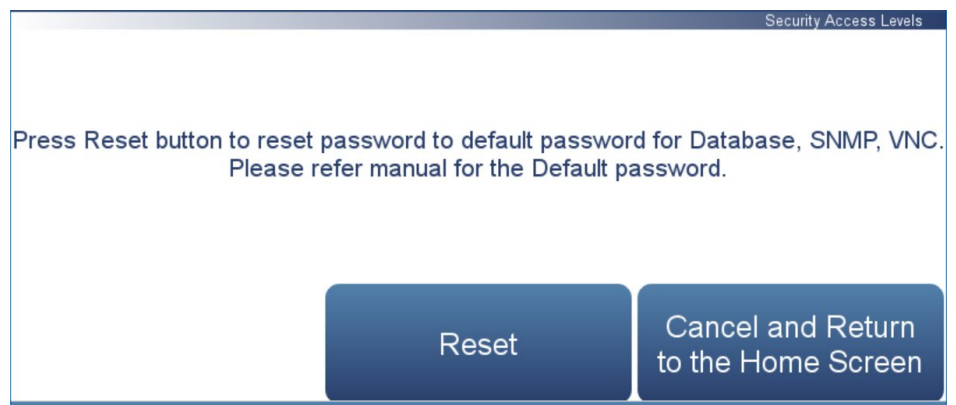 Security Access Levels
Press Reset button to reset password to default password for Database, SNMP, VNC.
Please refer manual for the Default password.
Reset
Cancel and Return
to the Home Screen